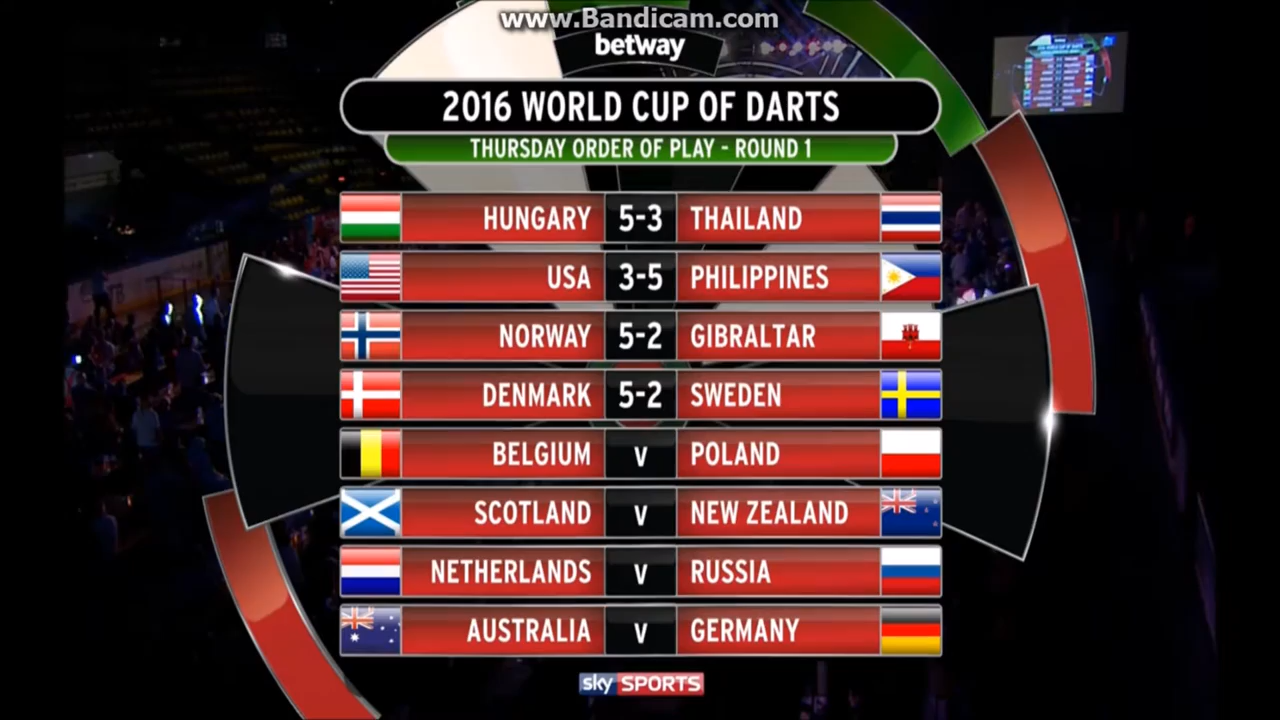 www.Bandicam.com
betway
2016 WORLD CUP OF DARTS
THURSDAY ORDER OF PLAY - ROUND 1
HUNGARY 5-3 THAILAND
USA 3-5 PHILIPPINES
NORWAY 5-2 GIBRALTAR
DENMARK 5-2 SWEDEN
BELGIUM V POLAND
SCOTLAND V NEW ZEALAND
NETHERLANDS V RUSSIA
AUSTRALIA V GERMANY
sky SPORTS